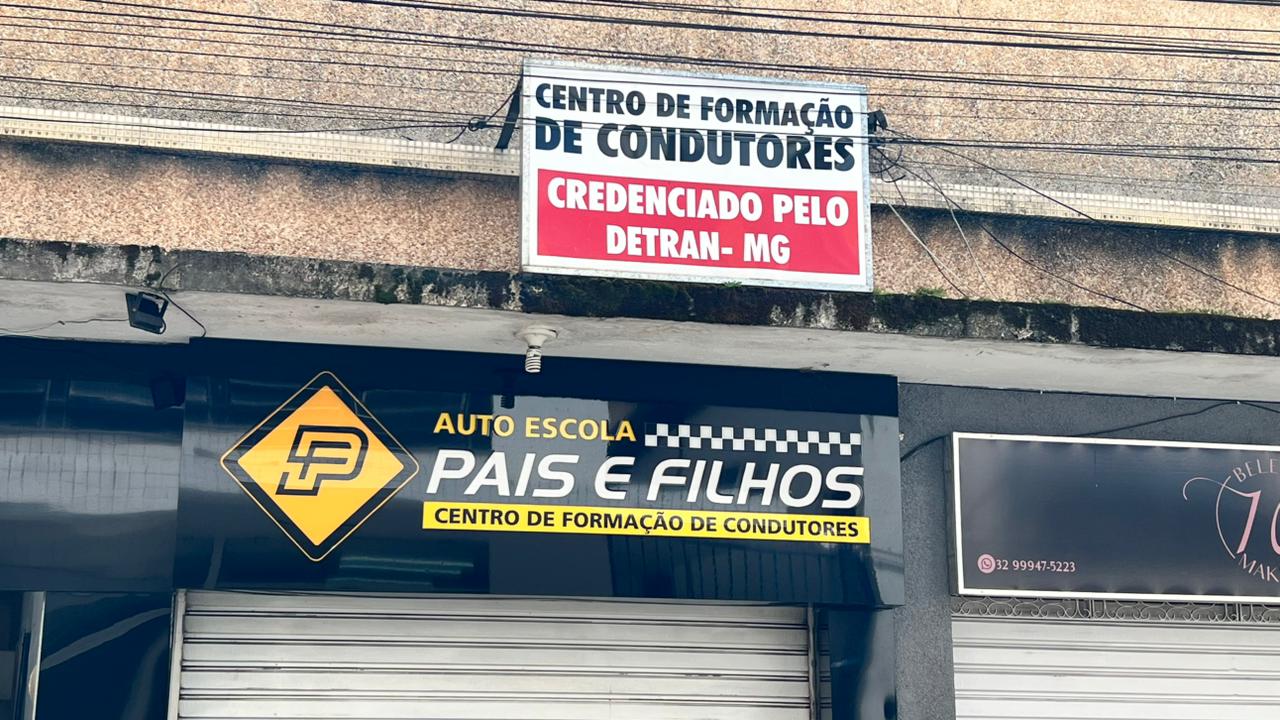 CENTRO DE FORMAÇÃO
DE CONDUTORES
CREDENCIADO PELO
DETRAN- MG
AUTO ESCOLA
PAIS E FILHOS
CENTRO DE FORMAÇÃO DE CONDUTORES
32 99947-5223